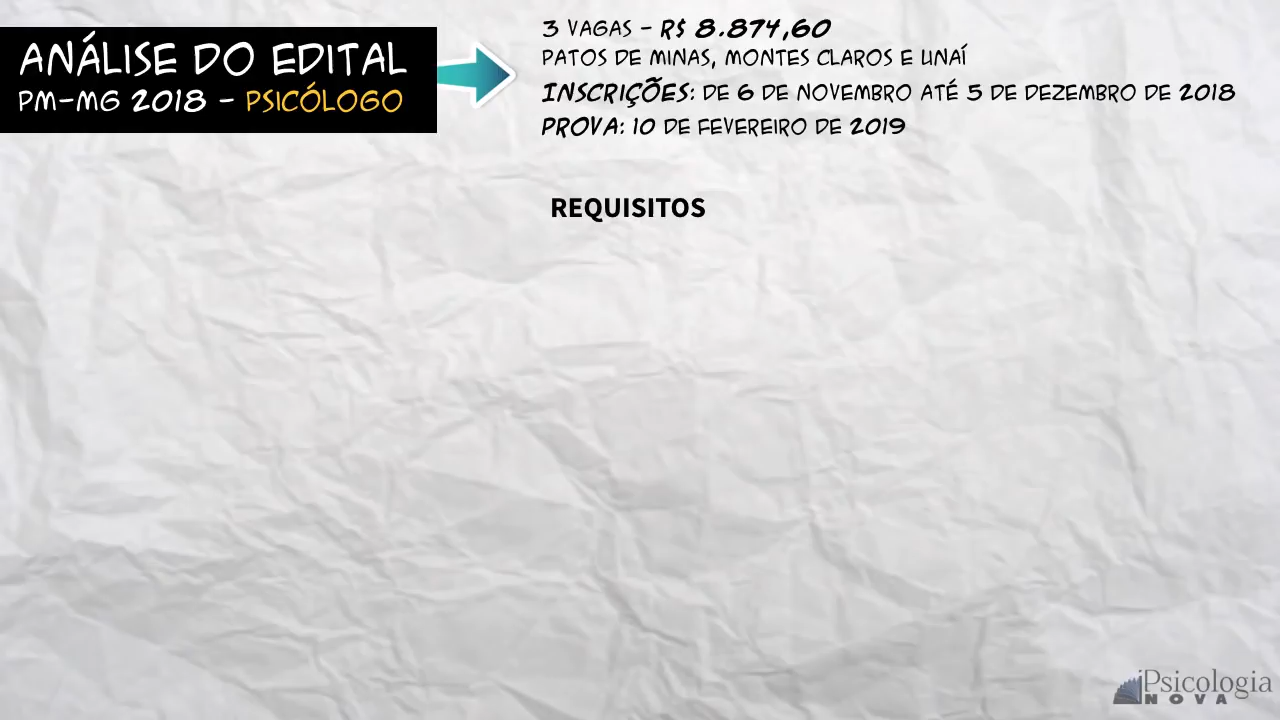 ANÁLISE DO EDITAL
PM-MG 2018 - PSICÓLOGO
3 VAGAS - R$ 8.874,60
PATOS DE MINAS, MONTES CLAROS E UNAÍ
INSCRIÇÕES: DE 6 DE NOVEMBRO ATÉ 5 DE DEZEMBRO DE 2018
PROVA: 10 DE FEVEREIRO DE 2019
REQUISITOS
Psicologia
NOVA